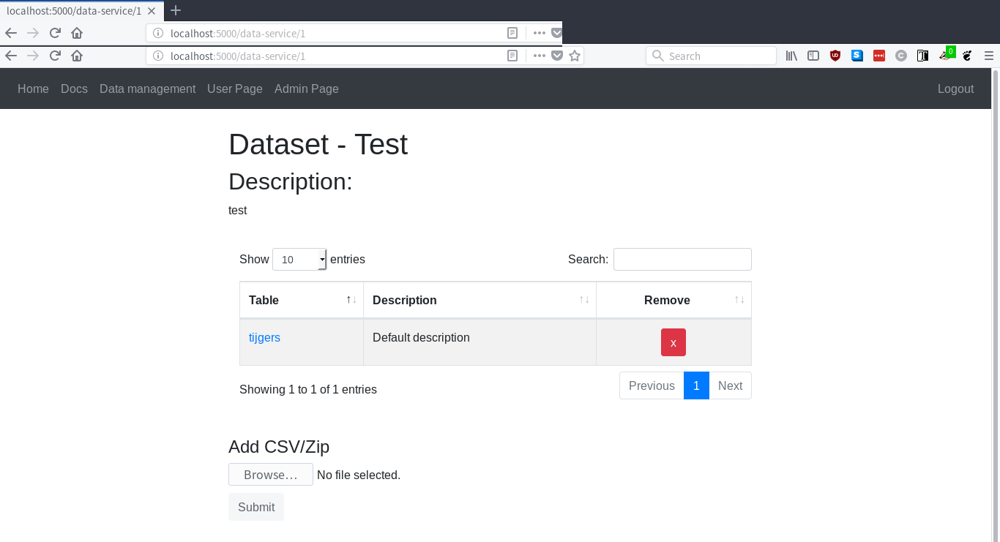 localhost:5000/data-service/1
localhost:5000/data-service/1
localhost:5000/data-service/1 Search 0
Home Docs Data management User Page Admin Page Logout
Dataset - Test
Description:
test
Show 10 entries Search:
Table Description Remove
tijgers Default description x
Showing 1 to 1 of 1 entries Previous 1 Next
Add CSV/Zip
Browse... No file selected.
Submit